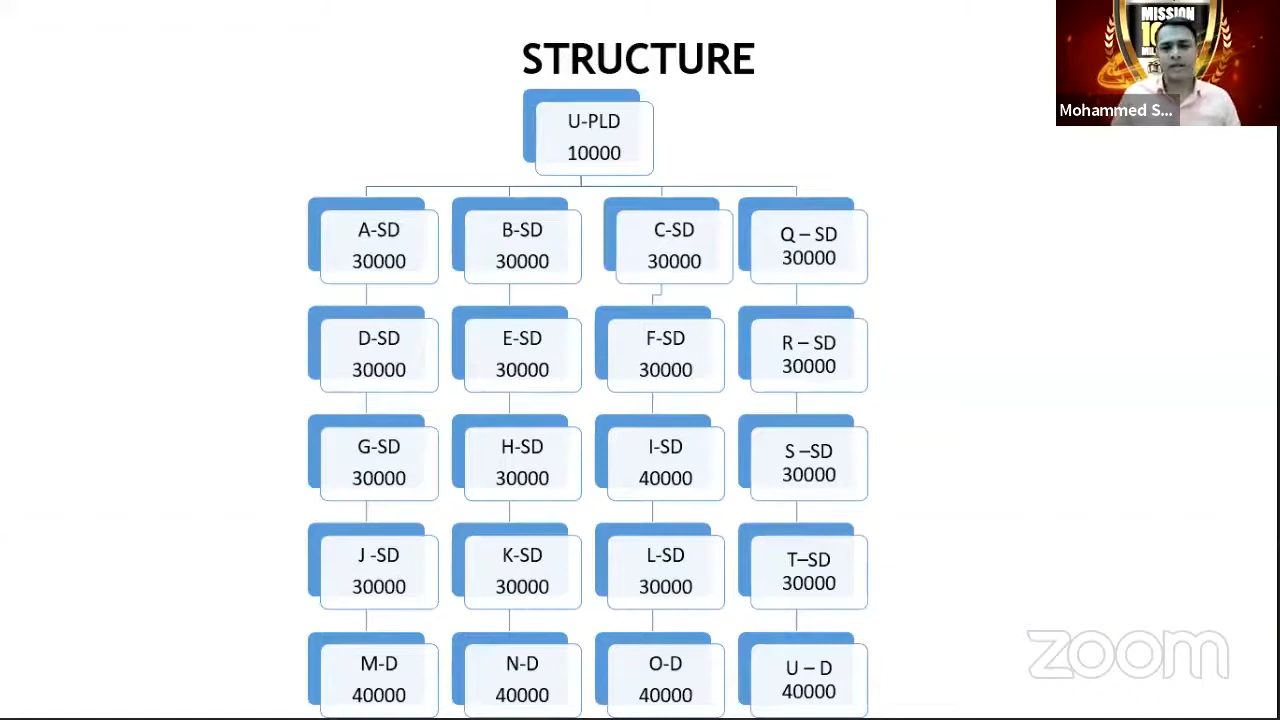 STRUCTURE
MISSION
Mohammed S...
U-PLD
10000
A-SD
30000
B-SD
30000
C-SD
30000
Q – SD
30000
D-SD
30000
E-SD
30000
F-SD
30000
R – SD
30000
G-SD
30000
H-SD
30000
I-SD
40000
S –SD
30000
J -SD
30000
K-SD
30000
L-SD
30000
T–SD
30000
M-D
40000
N-D
40000
O-D
40000
U – D
40000
zoom